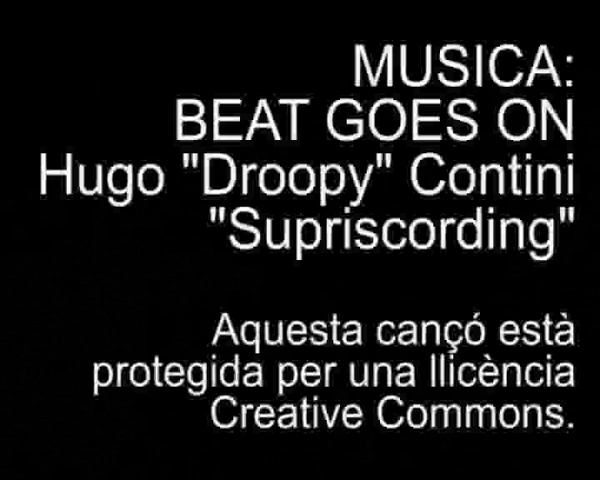 MUSICA:
BEAT GOES ON
Hugo "Droopy" Contini
"Supriscording"
Aquesta cançó està
protegida per una llicència
Creative Commons.